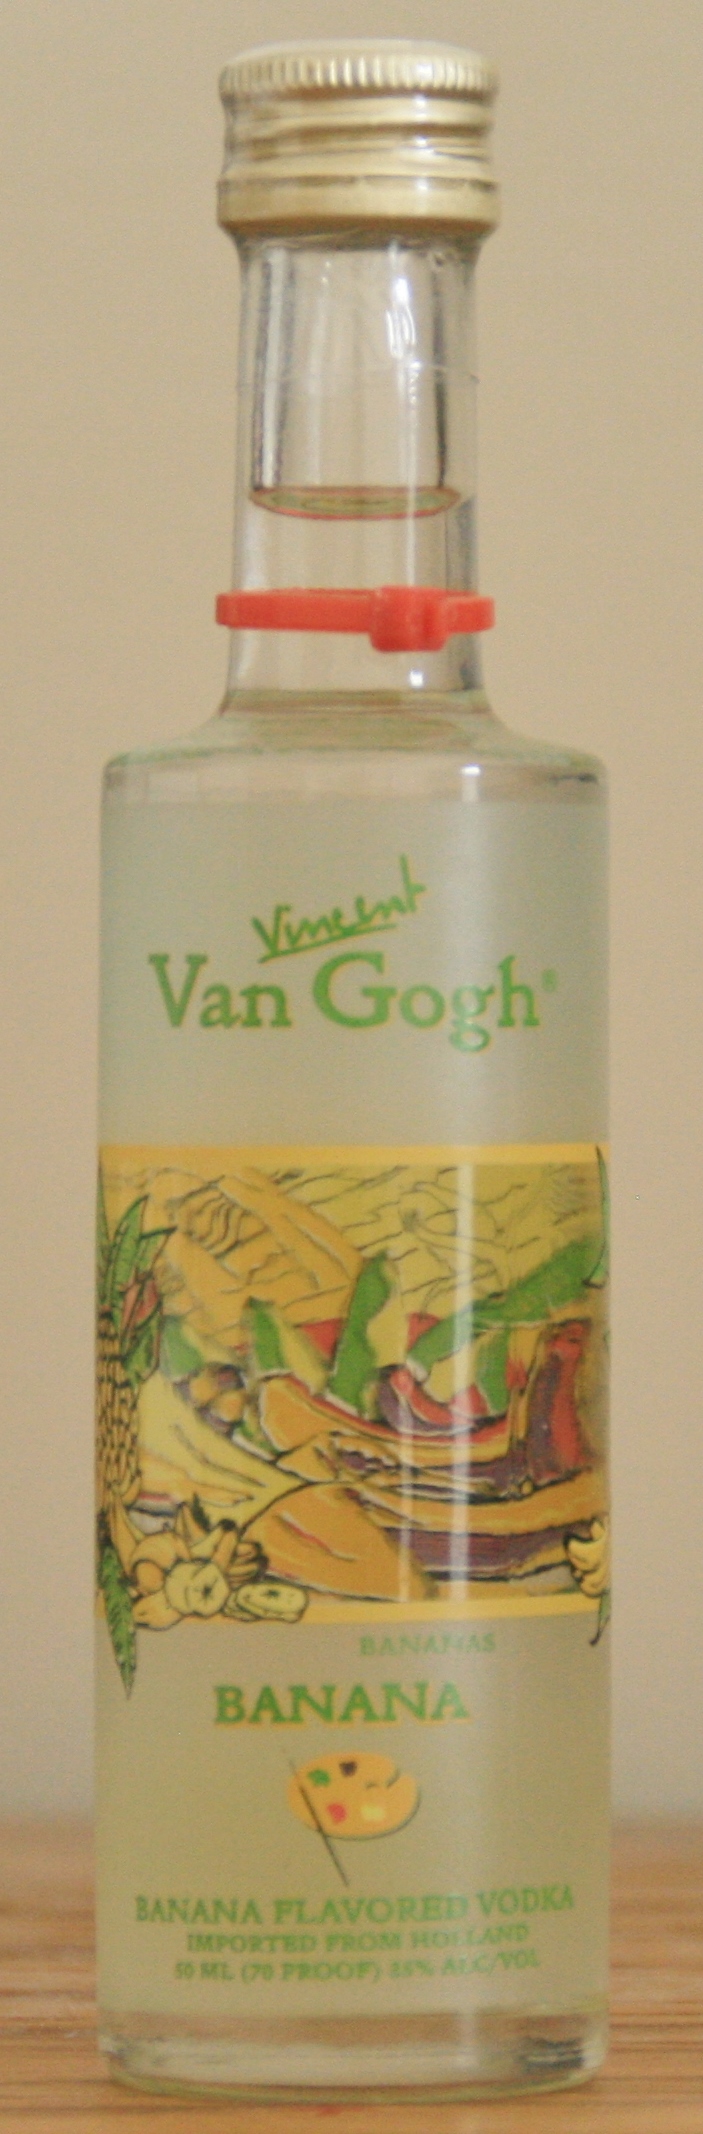 Vincent
Van Gogh®
BANANAS
BANANA
BANANA FLAVORED VODKA
IMPORTED FROM HOLLAND
50 ML (70 PROOF) 35% ALC/VOL